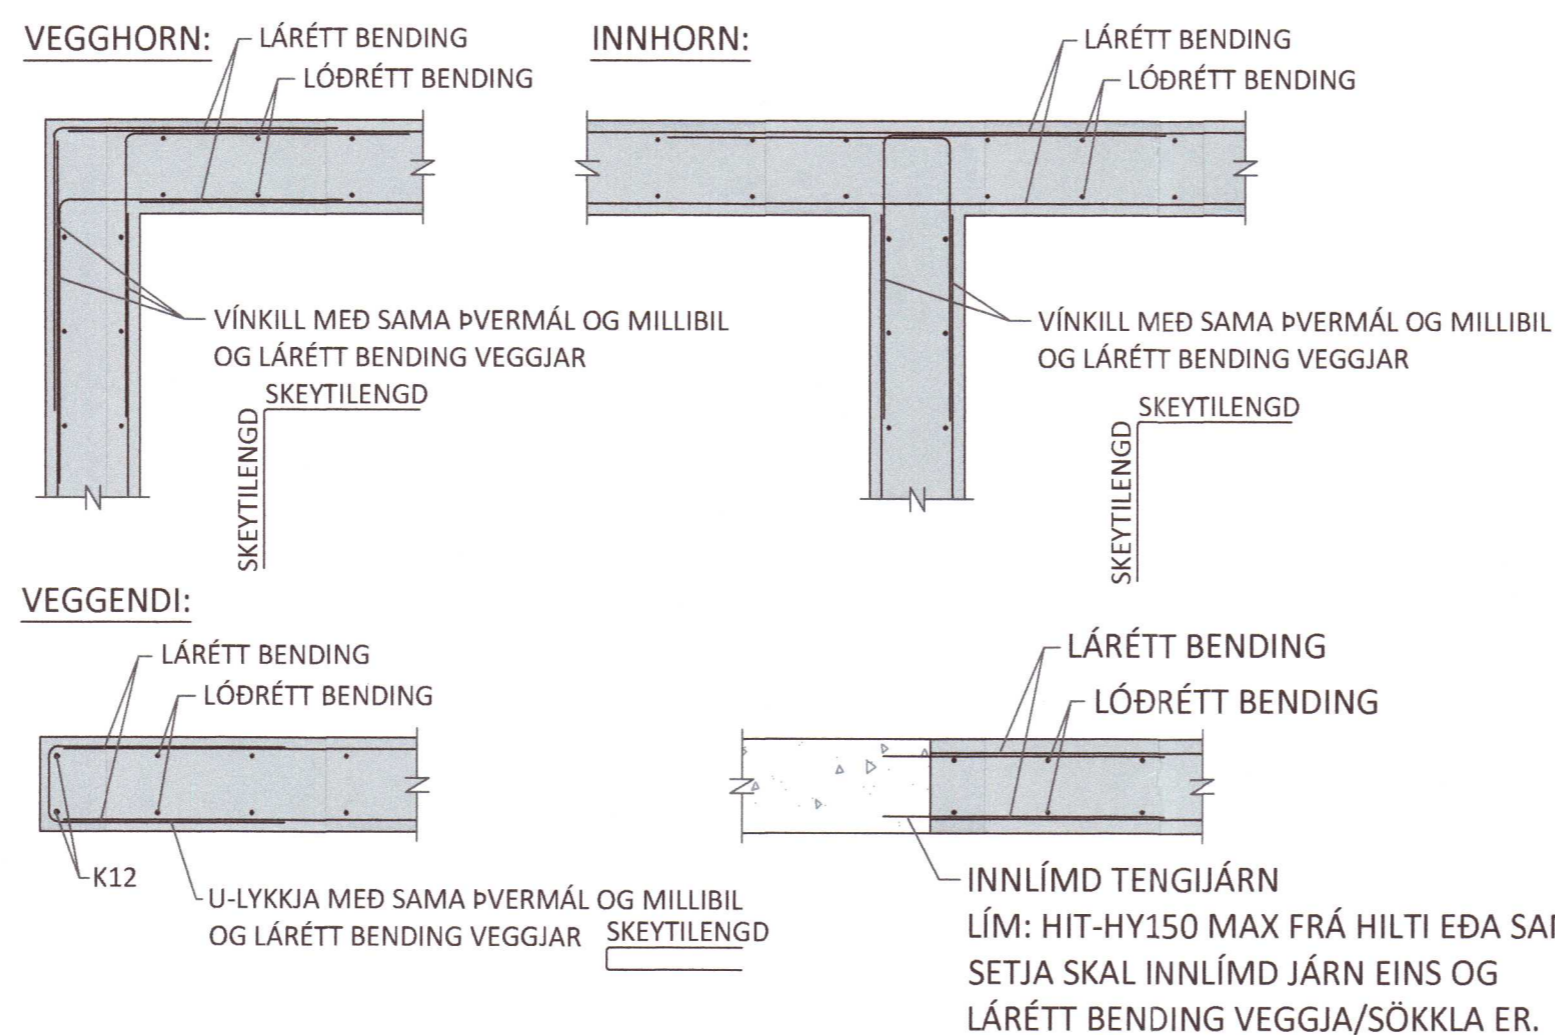 VEGGHORN:
LÁRÉTT BENDING
LÓÐRÉTT BENDING
VÍNKILL MEÐ SAMA ÞVERMÁL OG MILLIBIL
OG LÁRÉTT BENDING VEGGJAR
SKEYTILENGD
SKEYTILENGD
INNHORN:
LÁRÉTT BENDING
LÓÐRÉTT BENDING
VÍNKILL MEÐ SAMA ÞVERMÁL OG MILLIBIL
OG LÁRÉTT BENDING VEGGJAR
SKEYTILENGD
SKEYTILENGD
VEGGENDI:
LÁRÉTT BENDING
LÓÐRÉTT BENDING
K12
U-LYKKJA MEÐ SAMA ÞVERMÁL OG MILLIBIL
OG LÁRÉTT BENDING VEGGJAR
SKEYTILENGD
LÁRÉTT BENDING
LÓÐRÉTT BENDING
INNLÍMD TENGIJÁRN
LÍM: HIT-HY150 MAX FRÁ HILTI EÐA
SETJA SKAL INNLÍMD JÁRN EINS OG
LÁRÉTT BENDING VEGGJA/SÖKKLA ER.